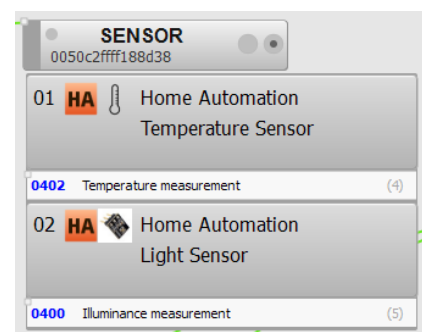 SENSOR
0050c2ffff188d38
01 HA Home Automation
Temperature Sensor
0402 Temperature measurement (4)
02 HA Home Automation
Light Sensor
0400 Illuminance measurement (5)